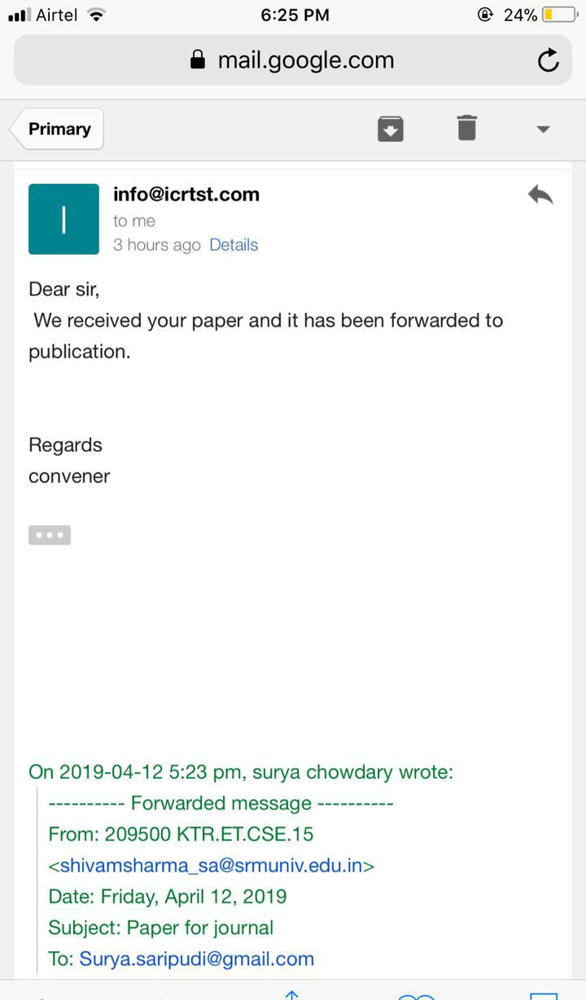 Airtel 6:25 PM 24%
mail.google.com
Primary
I
info@icrtst.com
to me
3 hours ago Details
Dear sir,
We received your paper and it has been forwarded to
publication.
Regards
convener
On 2019-04-12 5:23 pm, surya chowdary wrote:
---------- Forwarded message ----------
From: 209500 KTR.ET.CSE.15
<shivamsharma_sa@srmuniv.edu.in>
Date: Friday, April 12, 2019
Subject: Paper for journal
To: Surya.saripudi@gmail.com